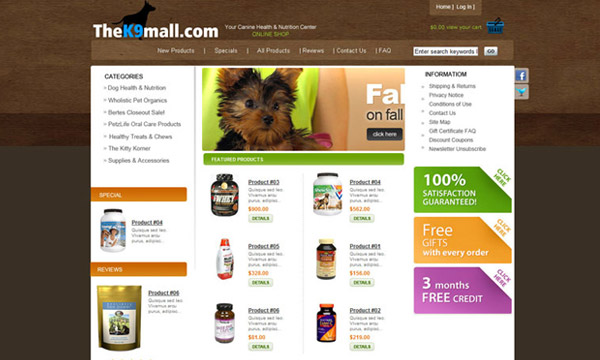 Home | Log In |
TheK9mall.com
Your Canine Health & Nutrition Center
ONLINE SHOP
$0.00 view your cart
New Products | Specials | All Products | Reviews | Contact Us | FAQ
Enter search keywords
GO
CATEGORIES
Dog Health & Nutrition
Wholistic Pet Organics
Bertes Closeout Sale!
PetzLife Oral Care Products
Healthy Treats & Chews
The Kitty Korner
Supplies & Accessories
SPECIAL
Product #04
Quisque sed leo.
Vivamus arcu
purus, adipisc...
REVIEWS
Product #06
Quisque sed leo.
Vivamus arcu
purus, adipisc...
Fal
on fall
click here
FEATURED PRODUCTS
Product #03
Quisque sed leo.
Vivamus arcu
purus, adipisc...
$900.00
DETAILS
Product #04
Quisque sed leo.
Vivamus arcu
purus, adipisc...
$502.00
DETAILS
Product #05
Quisque sed leo.
Vivamus arcu
purus, adipisc...
$320.00
DETAILS
Product #01
Quisque sed leo.
Vivamus arcu
purus, adipisc...
$150.00
DETAILS
Product #06
Quisque sed leo.
Vivamus arcu
purus, adipisc...
$81.00
DETAILS
Product #02
Quisque sed leo.
Vivamus arcu
purus, adipisc...
$219.00
DETAILS
INFORMATIOM
Shipping & Returns
Privacy Notice
Conditions of Use
Contact Us
Site Map
Gift Certificate FAQ
Discount Coupons
Newsletter Unsubscribe
100%
SATISFACTION
GUARANTEED!
CLICK HERE
Free
GIFTS
with every order
CLICK HERE
3 months
FREE CREDIT
CLICK HERE